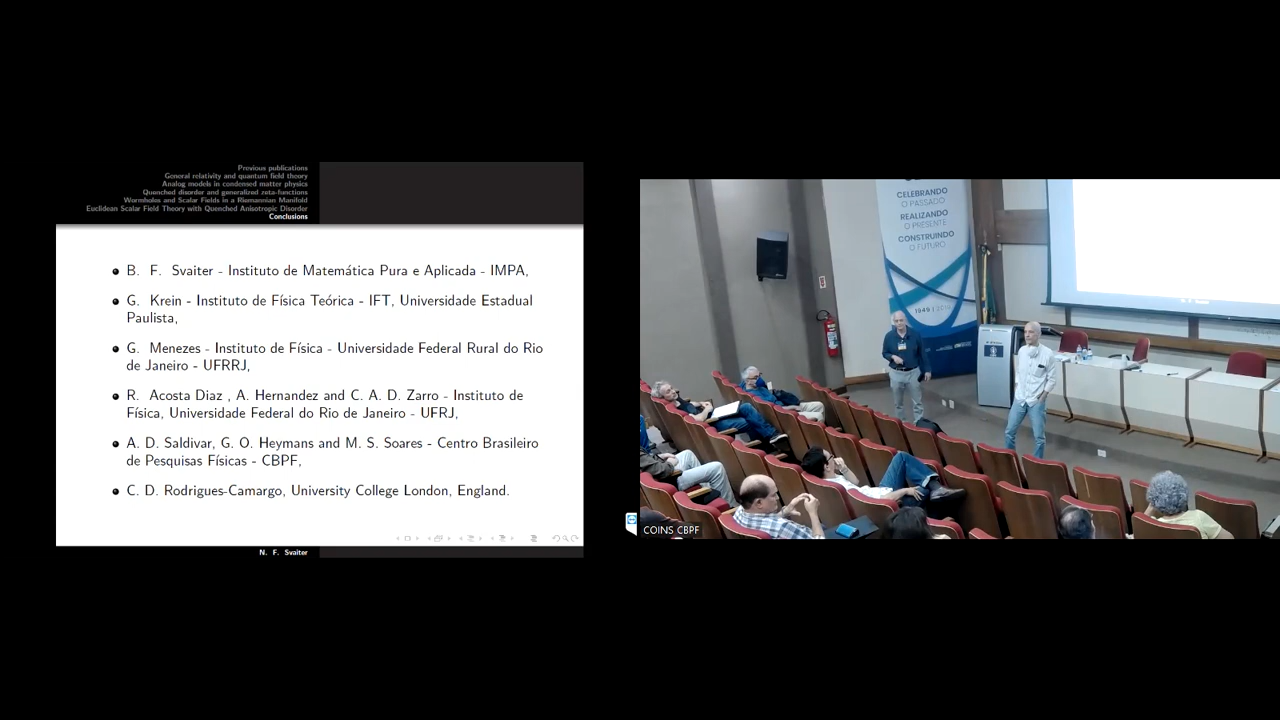 Previous publications
General relativity and quantum field theory
Analog models in condensed matter physics
Quenched disorder and generalized zeta-functions
Wormholes and Scalar Fields in a Riemannian Manifold
Euclidean Scalar Field Theory with Quenched Anisotropic Disorder
Conclusions
B. F. Svaiter - Instituto de Matemática Pura e Aplicada - IMPA,
G. Krein - Instituto de Física Teórica - IFT, Universidade Estadual
Paulista,
G. Menezes - Instituto de Física - Universidade Federal Rural do Rio
de Janeiro - UFRRJ,
R. Acosta Diaz , A. Hernandez and C. A. D. Zarro - Instituto de
Física, Universidade Federal do Rio de Janeiro - UFRJ,
A. D. Saldivar, G. O. Heymans and M. S. Soares - Centro Brasileiro
de Pesquisas Físicas - CBPF,
C. D. Rodrigues-Camargo, University College London, England.
N. F. Svaiter
CELEBRANDO
O PASSADO
REALIZANDO
O PRESENTE
CONSTRUINDO
O FUTURO
1949
COINS CBPF